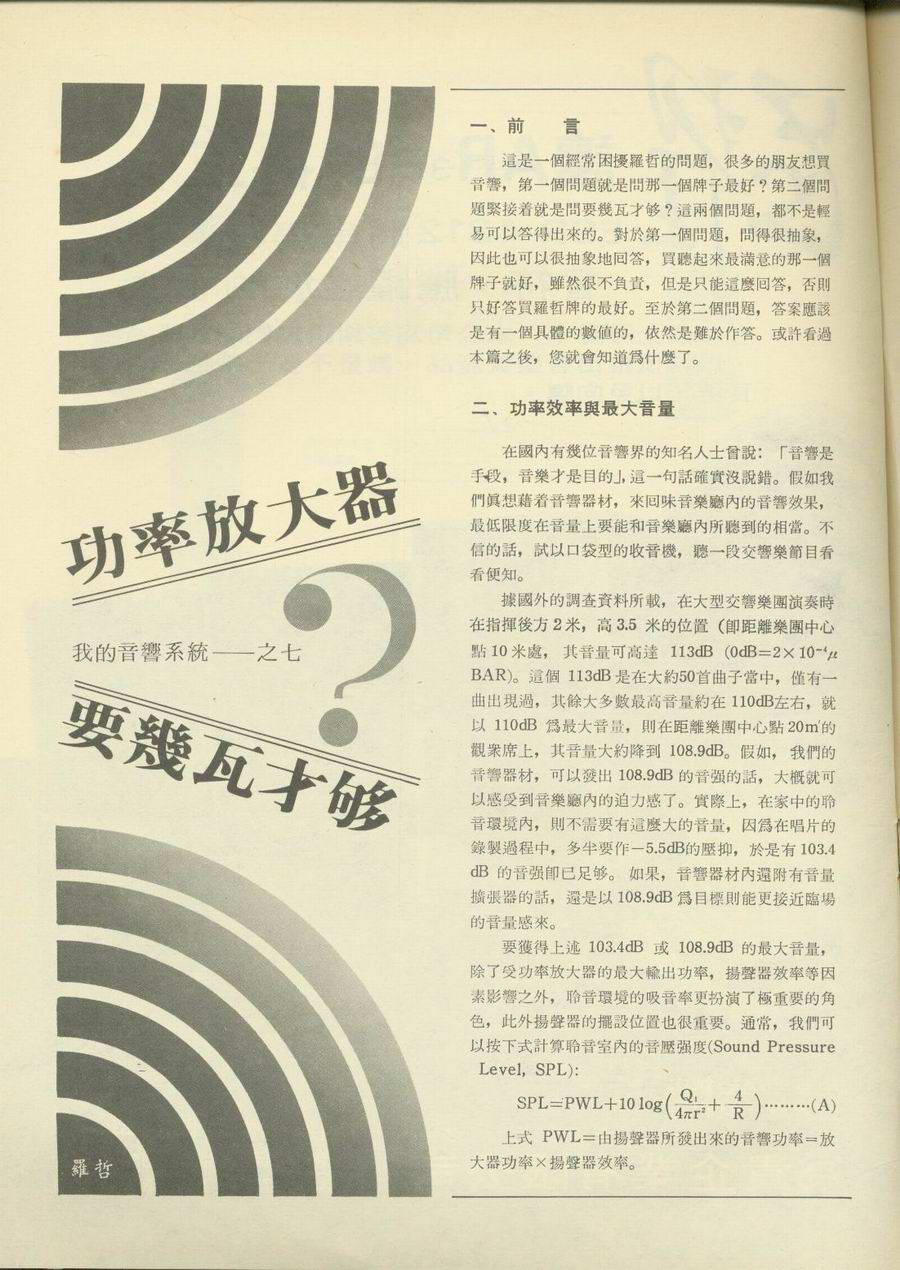 功率放大器
?
我的音響系統——之七
要幾瓦才够
羅哲
一、前 言
這是一個經常困擾羅哲的問題，很多的朋友想買
音響，第一個問題就是問那一個牌子最好？第二個問
題緊接着就是問要幾瓦才够？這兩個問題，都不是輕
易可以答得出來的。對於第一個問題，問得很抽象，
因此也可以很抽象地回答，買聽起來最滿意的那一個
牌子就好，雖然很不負責，但是只能這麼回答，否則
只好答買羅哲牌的最好。至於第二個問題，答案應該
是有一個具體的數值的，依然是難於作答。或許看過
本篇之後，您就會知道爲什麼了。
二、功率效率與最大音量
在國內有幾位音響界的知名人士曾說：「音響是
手段，音樂才是目的」，這一句話確實沒說錯。假如我
們眞想藉着音響器材，來回味音樂廳內的音響效果，
最低限度在音量上要能和音樂廳內所聽到的相當。不
信的話，試以口袋型的收音機，聽一段交響樂節目看
看便知。
據國外的調查資料所載，在大型交響樂團演奏時
在指揮後方2米，高3.5 米的位置（卽距離樂團中心
點10米處，其音量可高達 113dB（0dB=2×10⁻⁴μ
BAR）。這個 113dB是在大約50首曲子當中，僅有一
曲出現過，其餘大多數最高音量約在110dB左右，就
以 110dB 爲最大音量，則在距離樂團中心點20m的
觀衆席上，其音量大約降到 108.9dB。假如，我們的
音響器材，可以發出108.9dB的音强的話，大概就可
以感受到音樂廳內的迫力感了。實際上，在家中的聆
音環境內，則不需要有這麼大的音量，因爲在唱片的
錄製過程中，多半要作－5.5dB的壓抑，於是有103.4
dB 的音强卽已足够。如果，音響器材內還附有音量
擴張器的話，還是以108.9dB爲目標則能更接近臨場
的音量感來。
要獲得上述 103.4dB 或 108.9dB 的最大音量，
除了受功率放大器的最大輸出功率，揚聲器效率等因
素影響之外，聆音環境的吸音率更扮演了極重要的角
色，此外揚聲器的擺設位置也很重要。通常，我們可
以按下式計算聆音室內的音壓强度(Sound Pressure
Level, SPL)：
SPL=PWL+10 log(Q₁/4πr²+4/R)………(A)
上式 PWL=由揚聲器所發出來的音響功率=放
大器功率×揚聲器效率。